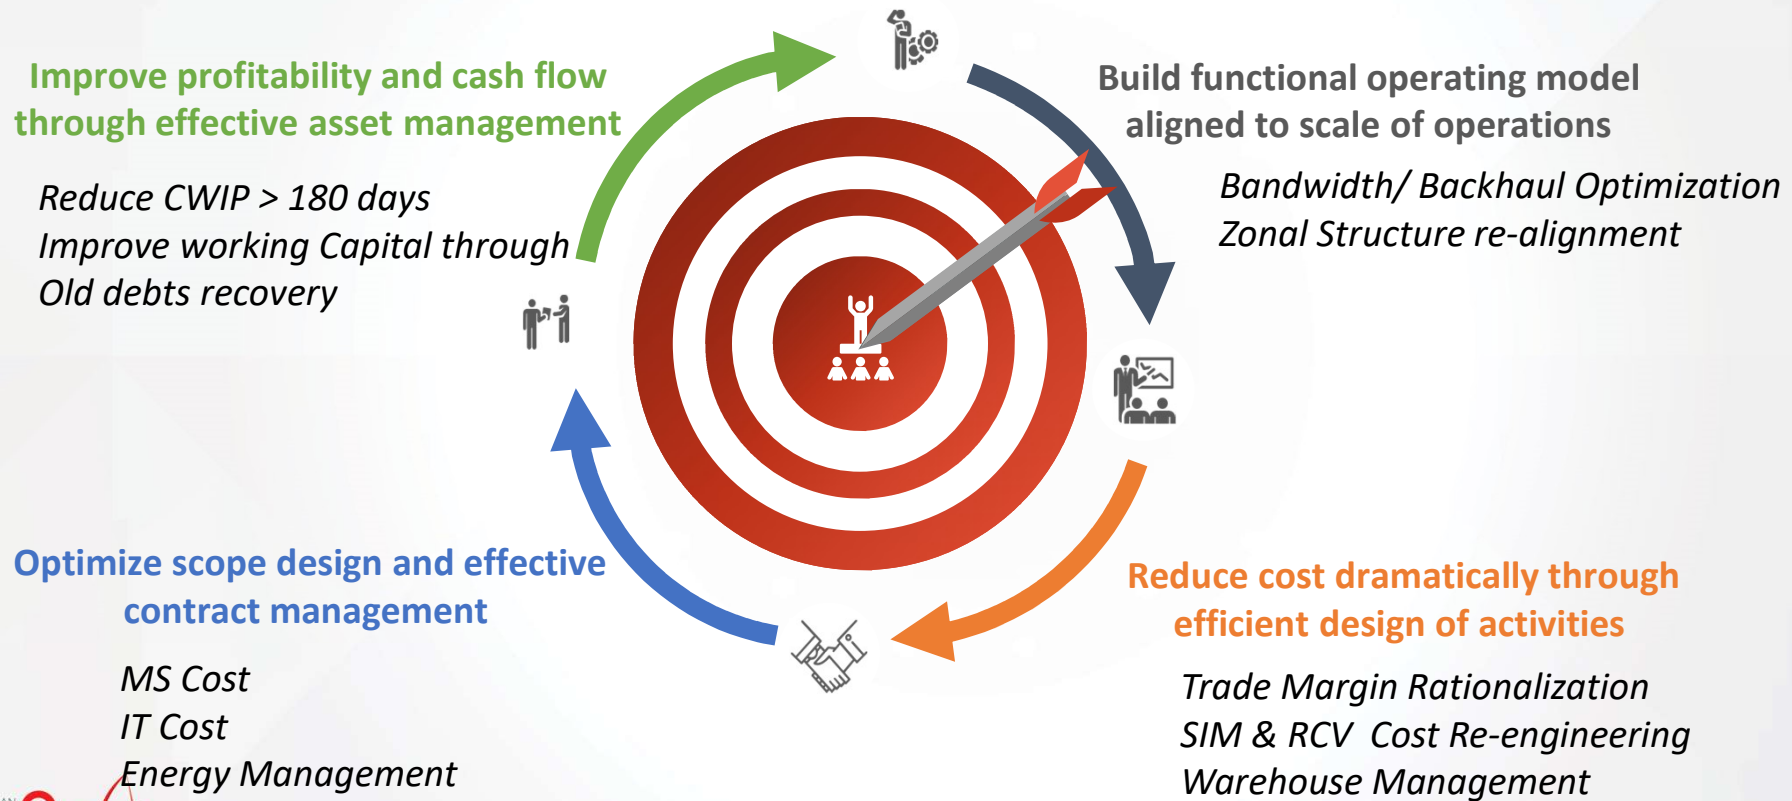 Improve profitability and cash flow
through effective asset management
Reduce CWIP > 180 days
Improve working Capital through
Old debts recovery
Build functional operating model
aligned to scale of operations
Bandwidth/ Backhaul Optimization
Zonal Structure re-alignment
Optimize scope design and effective
contract management
MS Cost
IT Cost
Energy Management
Reduce cost dramatically through
efficient design of activities
Trade Margin Rationalization
SIM & RCV Cost Re-engineering
Warehouse Management